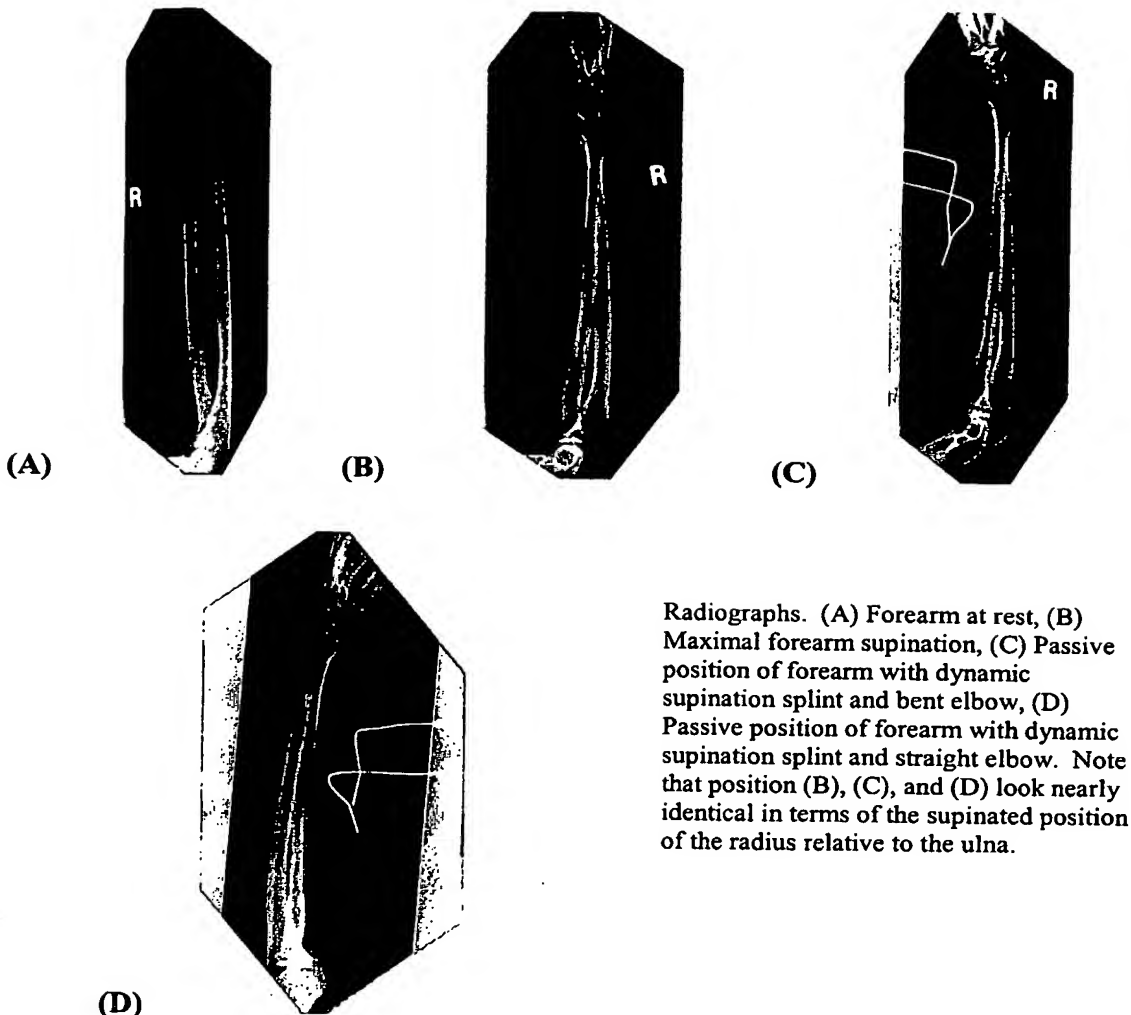 R
R
R
(A)
(B)
(C)
Radiographs. (A) Forearm at rest, (B)
Maximal forearm supination, (C) Passive
position of forearm with dynamic
supination splint and bent elbow, (D)
Passive position of forearm with dynamic
supination splint and straight elbow. Note
that position (B), (C), and (D) look nearly
identical in terms of the supinated position
of the radius relative to the ulna.
(D)